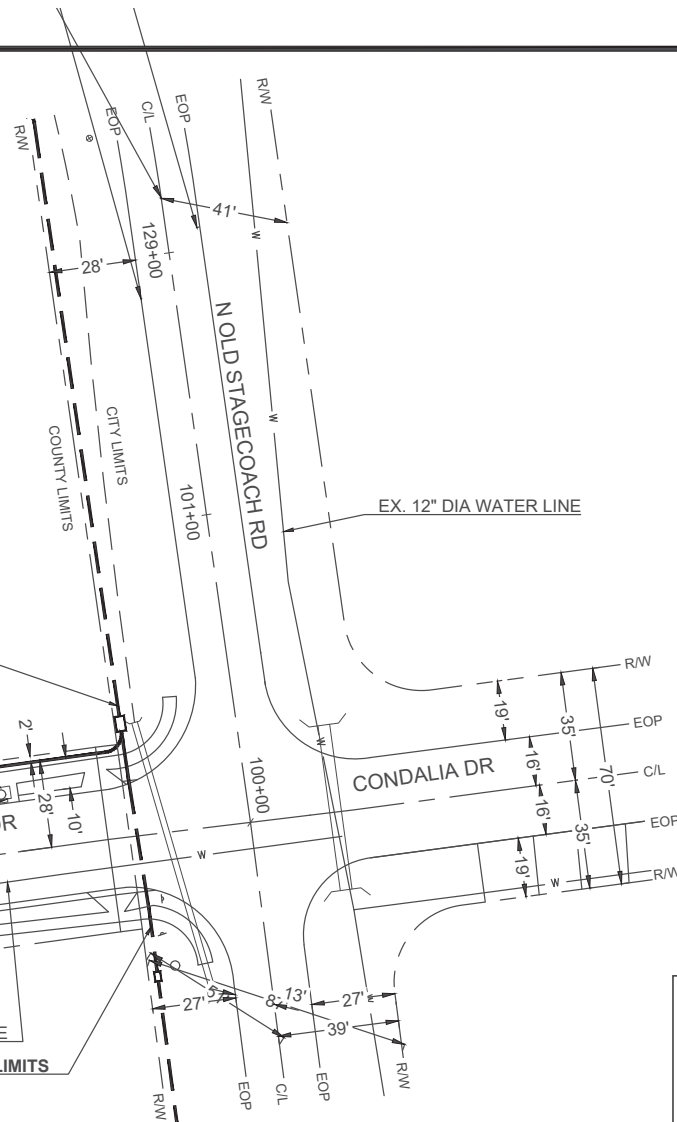 R/W
EOP
C/L
EOP
R/W
41'
129+00
28'
W
N OLD STAGECOACH RD
W
CITY LIMITS
COUNTY LIMITS
101+00
EX. 12" DIA WATER LINE
R/W
19'
35'
2'
EOP
W
16'
70'
C/L
100+00
CONDALIA DR
28'
10'
16'
35'
EOP
W
19'
W
R/W
27'
8
13'
27'
39'
E
LIMITS
EOP
C/L
EOP
R/W
R/W